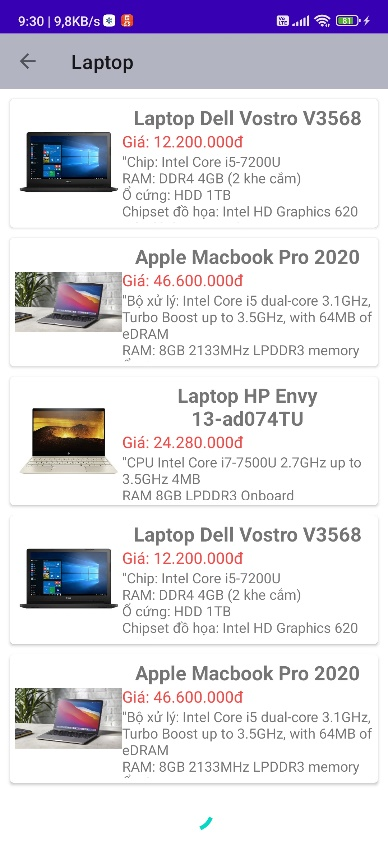 9:30 | 9,8KB/s
81
Laptop
Laptop Dell Vostro V3568
Giá: 12.200.000đ
"Chip: Intel Core i5-7200U
RAM: DDR4 4GB (2 khe cắm)
Ổ cứng: HDD 1TB
Chipset đồ họa: Intel HD Graphics 620
Apple Macbook Pro 2020
Giá: 46.600.000đ
"Bộ xử lý: Intel Core i5 dual-core 3.1GHz,
Turbo Boost up to 3.5GHz, with 64MB of
eDRAM
RAM: 8GB 2133MHz LPDDR3 memory
Laptop HP Envy
13-ad074TU
Giá: 24.280.000đ
"CPU Intel Core i7-7500U 2.7GHz up to
3.5GHz 4MB
RAM 8GB LPDDR3 Onboard
Laptop Dell Vostro V3568
Giá: 12.200.000đ
"Chip: Intel Core i5-7200U
RAM: DDR4 4GB (2 khe cắm)
Ổ cứng: HDD 1TB
Chipset đồ họa: Intel HD Graphics 620
Apple Macbook Pro 2020
Giá: 46.600.000đ
"Bộ xử lý: Intel Core i5 dual-core 3.1GHz,
Turbo Boost up to 3.5GHz, with 64MB of
eDRAM
RAM: 8GB 2133MHz LPDDR3 memory